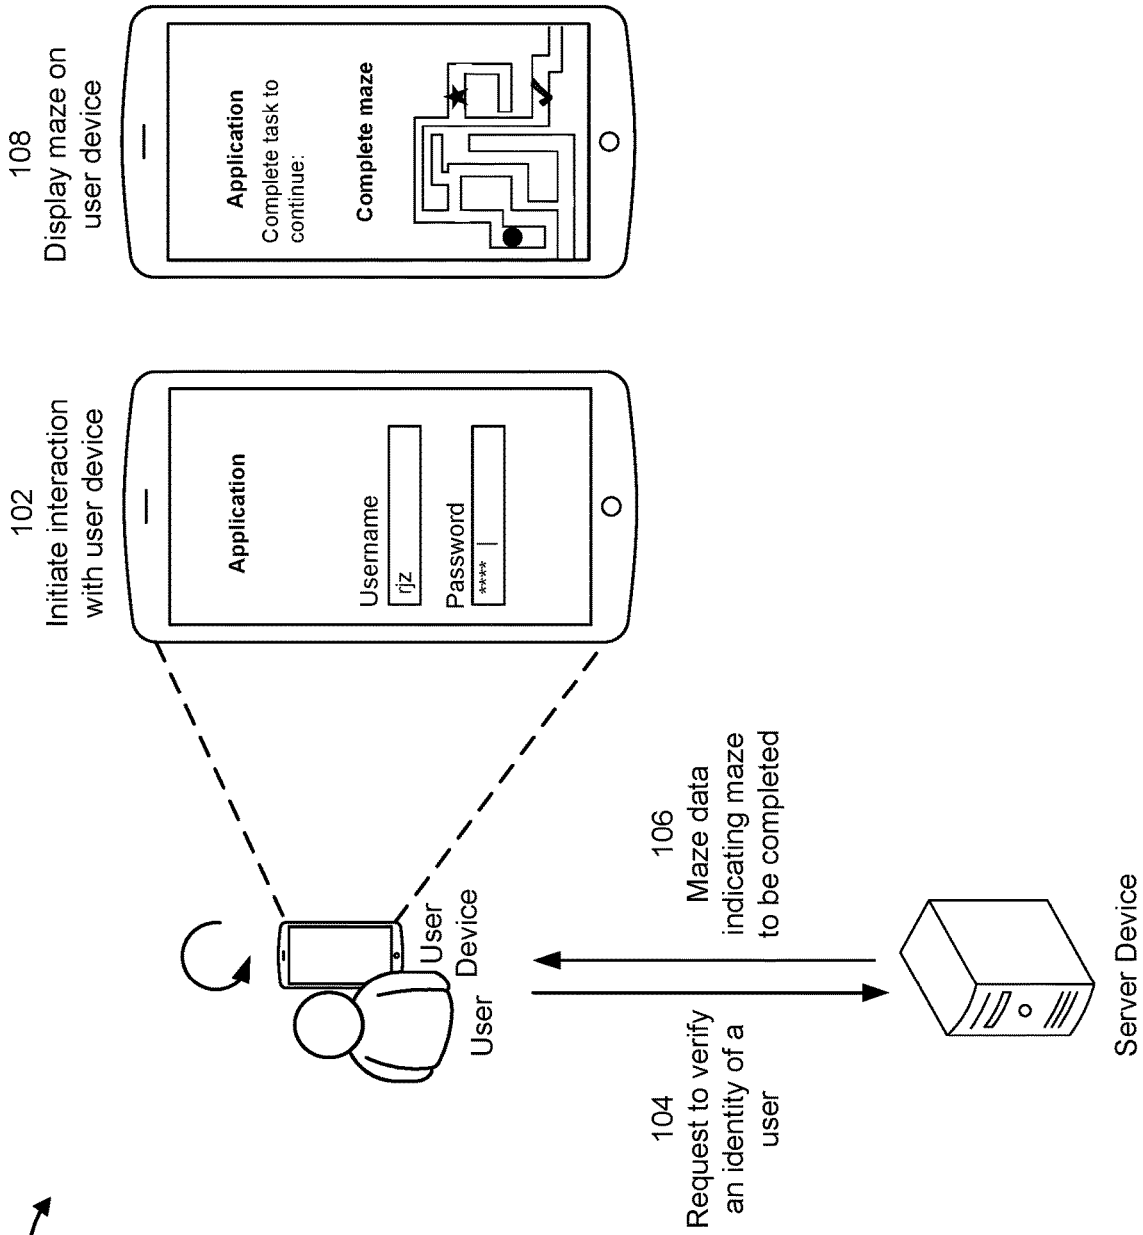 102
Initiate interaction
with user device
Application
Username
rjz
Password
****
108
Display maze on
user device
Application
Complete task to
continue:
Complete maze
User
Device
User
104
Request to verify
an identity of a
user
106
Maze data
indicating maze
to be completed
Server Device